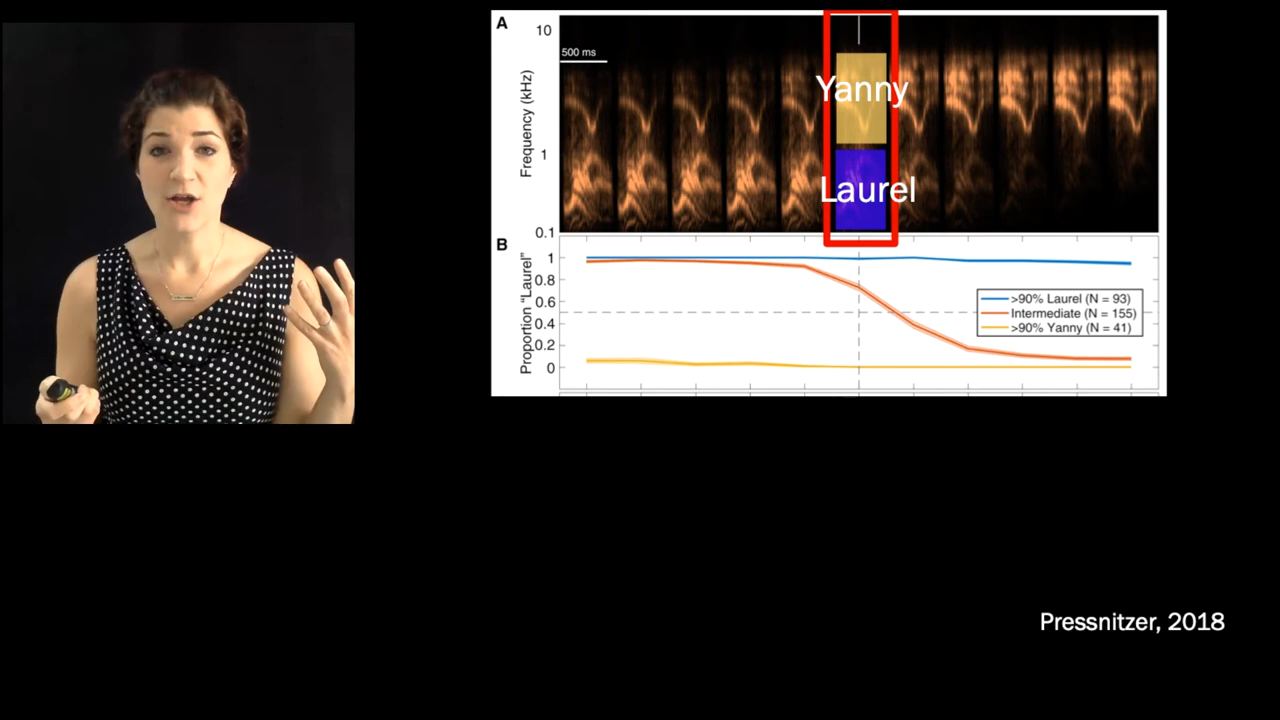 A
10
500 ms
Frequency (kHz)
1
0.1
Yanny
Laurel
B
Proportion "Laurel"
1
0.8
0.6
0.4
0.2
0
>90% Laurel (N = 93)
Intermediate (N = 155)
>90% Yanny (N = 41)
Pressnitzer, 2018